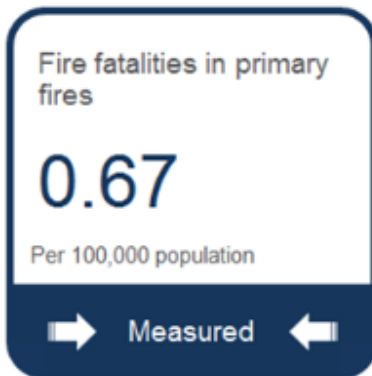 Fire fatalities in primary
fires
0.67
Per 100,000 population
Measured